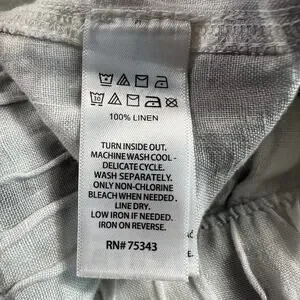 100% LINEN
TURN INSIDE OUT.
MACHINE WASH COOL -
DELICATE CYCLE.
WASH SEPARATELY.
ONLY NON-CHLORINE
BLEACH WHEN NEEDED.
LINE DRY.
LOW IRON IF NEEDED.
IRON ON REVERSE.
RN# 75343